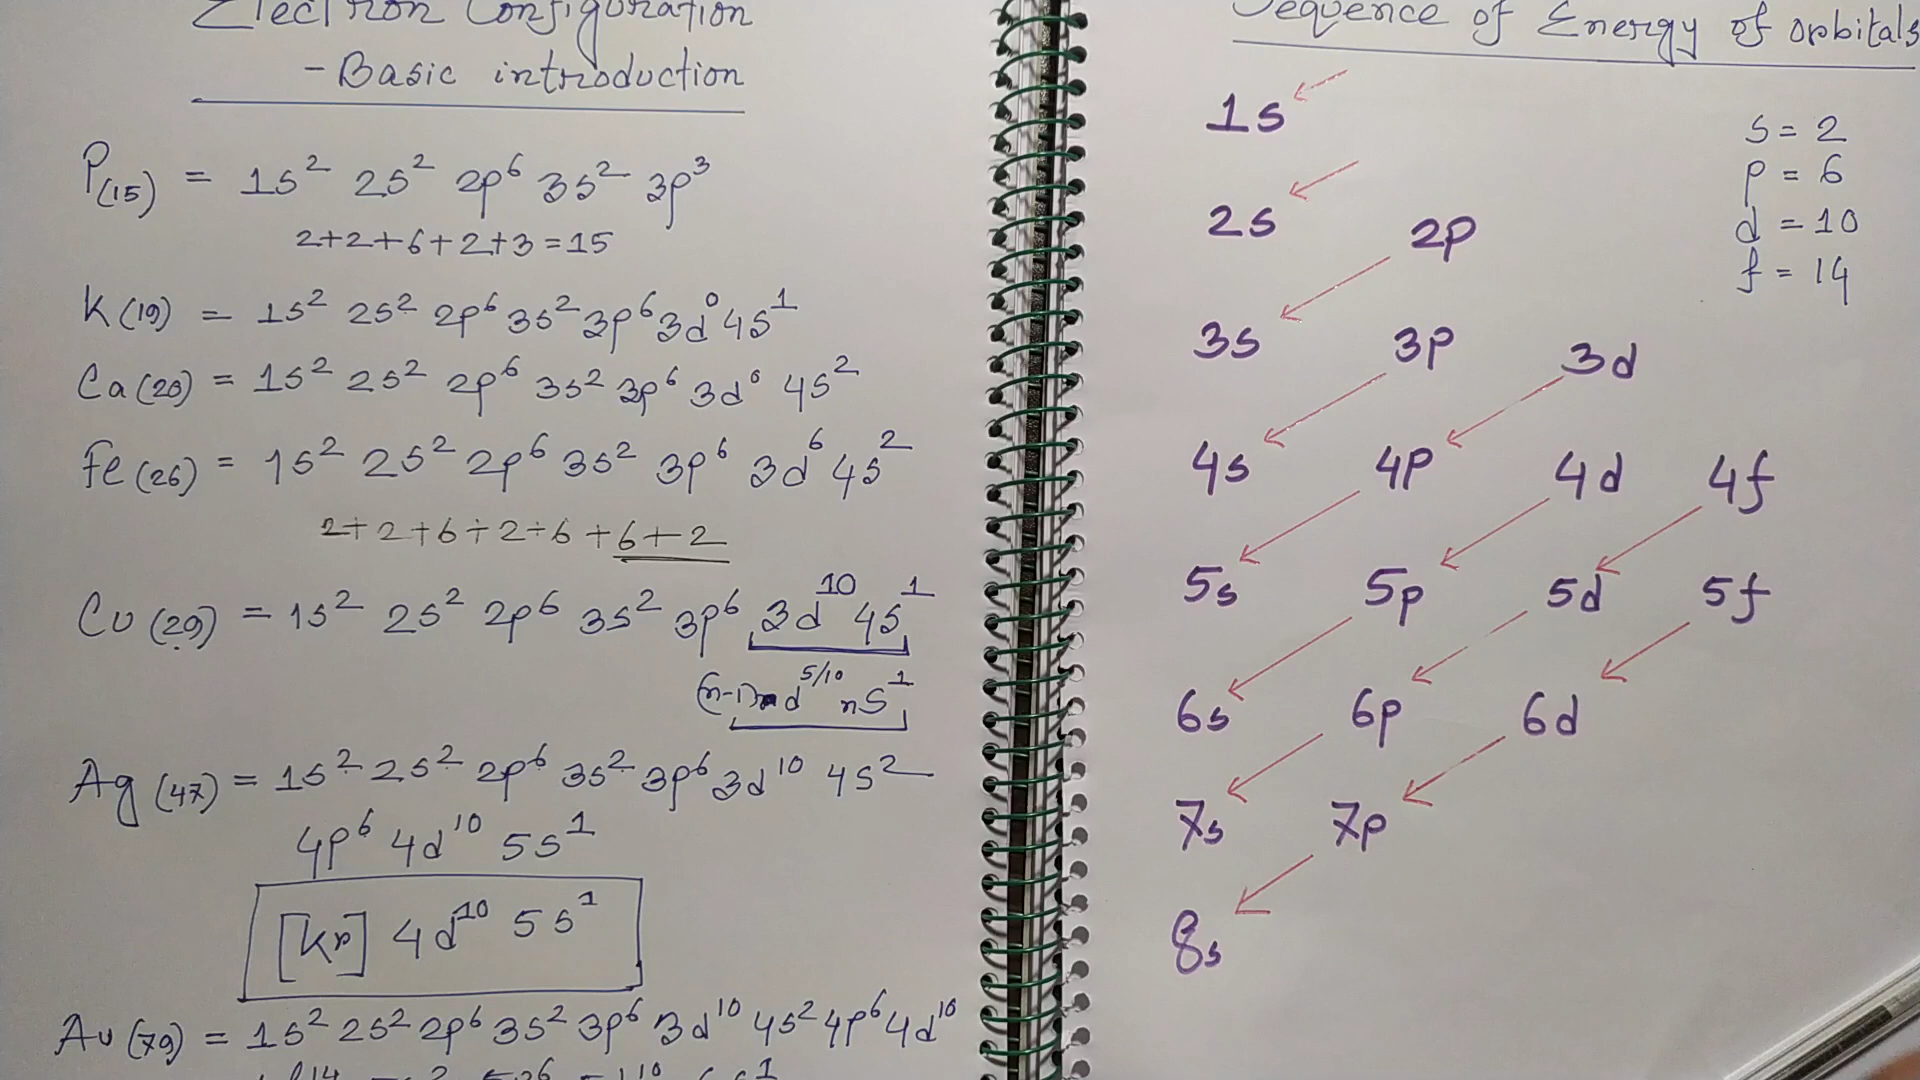 Electron Configuration
- Basic introduction
P(15) = 1s² 2s² 2p⁶ 3s² 3p³
2+2+6+2+3=15
K(19) = 1s² 2s² 2p⁶ 3s² 3p⁶ 3d⁰ 4s¹
Ca(20) = 1s² 2s² 2p⁶ 3s² 3p⁶ 3d⁰ 4s²
Fe(26) = 1s² 2s² 2p⁶ 3s² 3p⁶ 3d⁶ 4s²
2+2+6+2+6+6+2
Cu(29) = 1s² 2s² 2p⁶ 3s² 3p⁶ 3d¹⁰ 4s¹
(n-1)d⁵/¹⁰ nS¹
Ag(47) = 1s² 2s² 2p⁶ 3s² 3p⁶ 3d¹⁰ 4s²
4p⁶ 4d¹⁰ 5s¹
[Kr] 4d¹⁰ 5s¹
Au(79) = 1s² 2s² 2p⁶ 3s² 3p⁶ 3d¹⁰ 4s² 4p⁶ 4d¹⁰
Sequence of Energy of orbitals
1s
2s 2p
3s 3p 3d
4s 4p 4d 4f
5s 5p 5d 5f
6s 6p 6d
7s 7p
8s
s = 2
p = 6
d = 10
f = 14